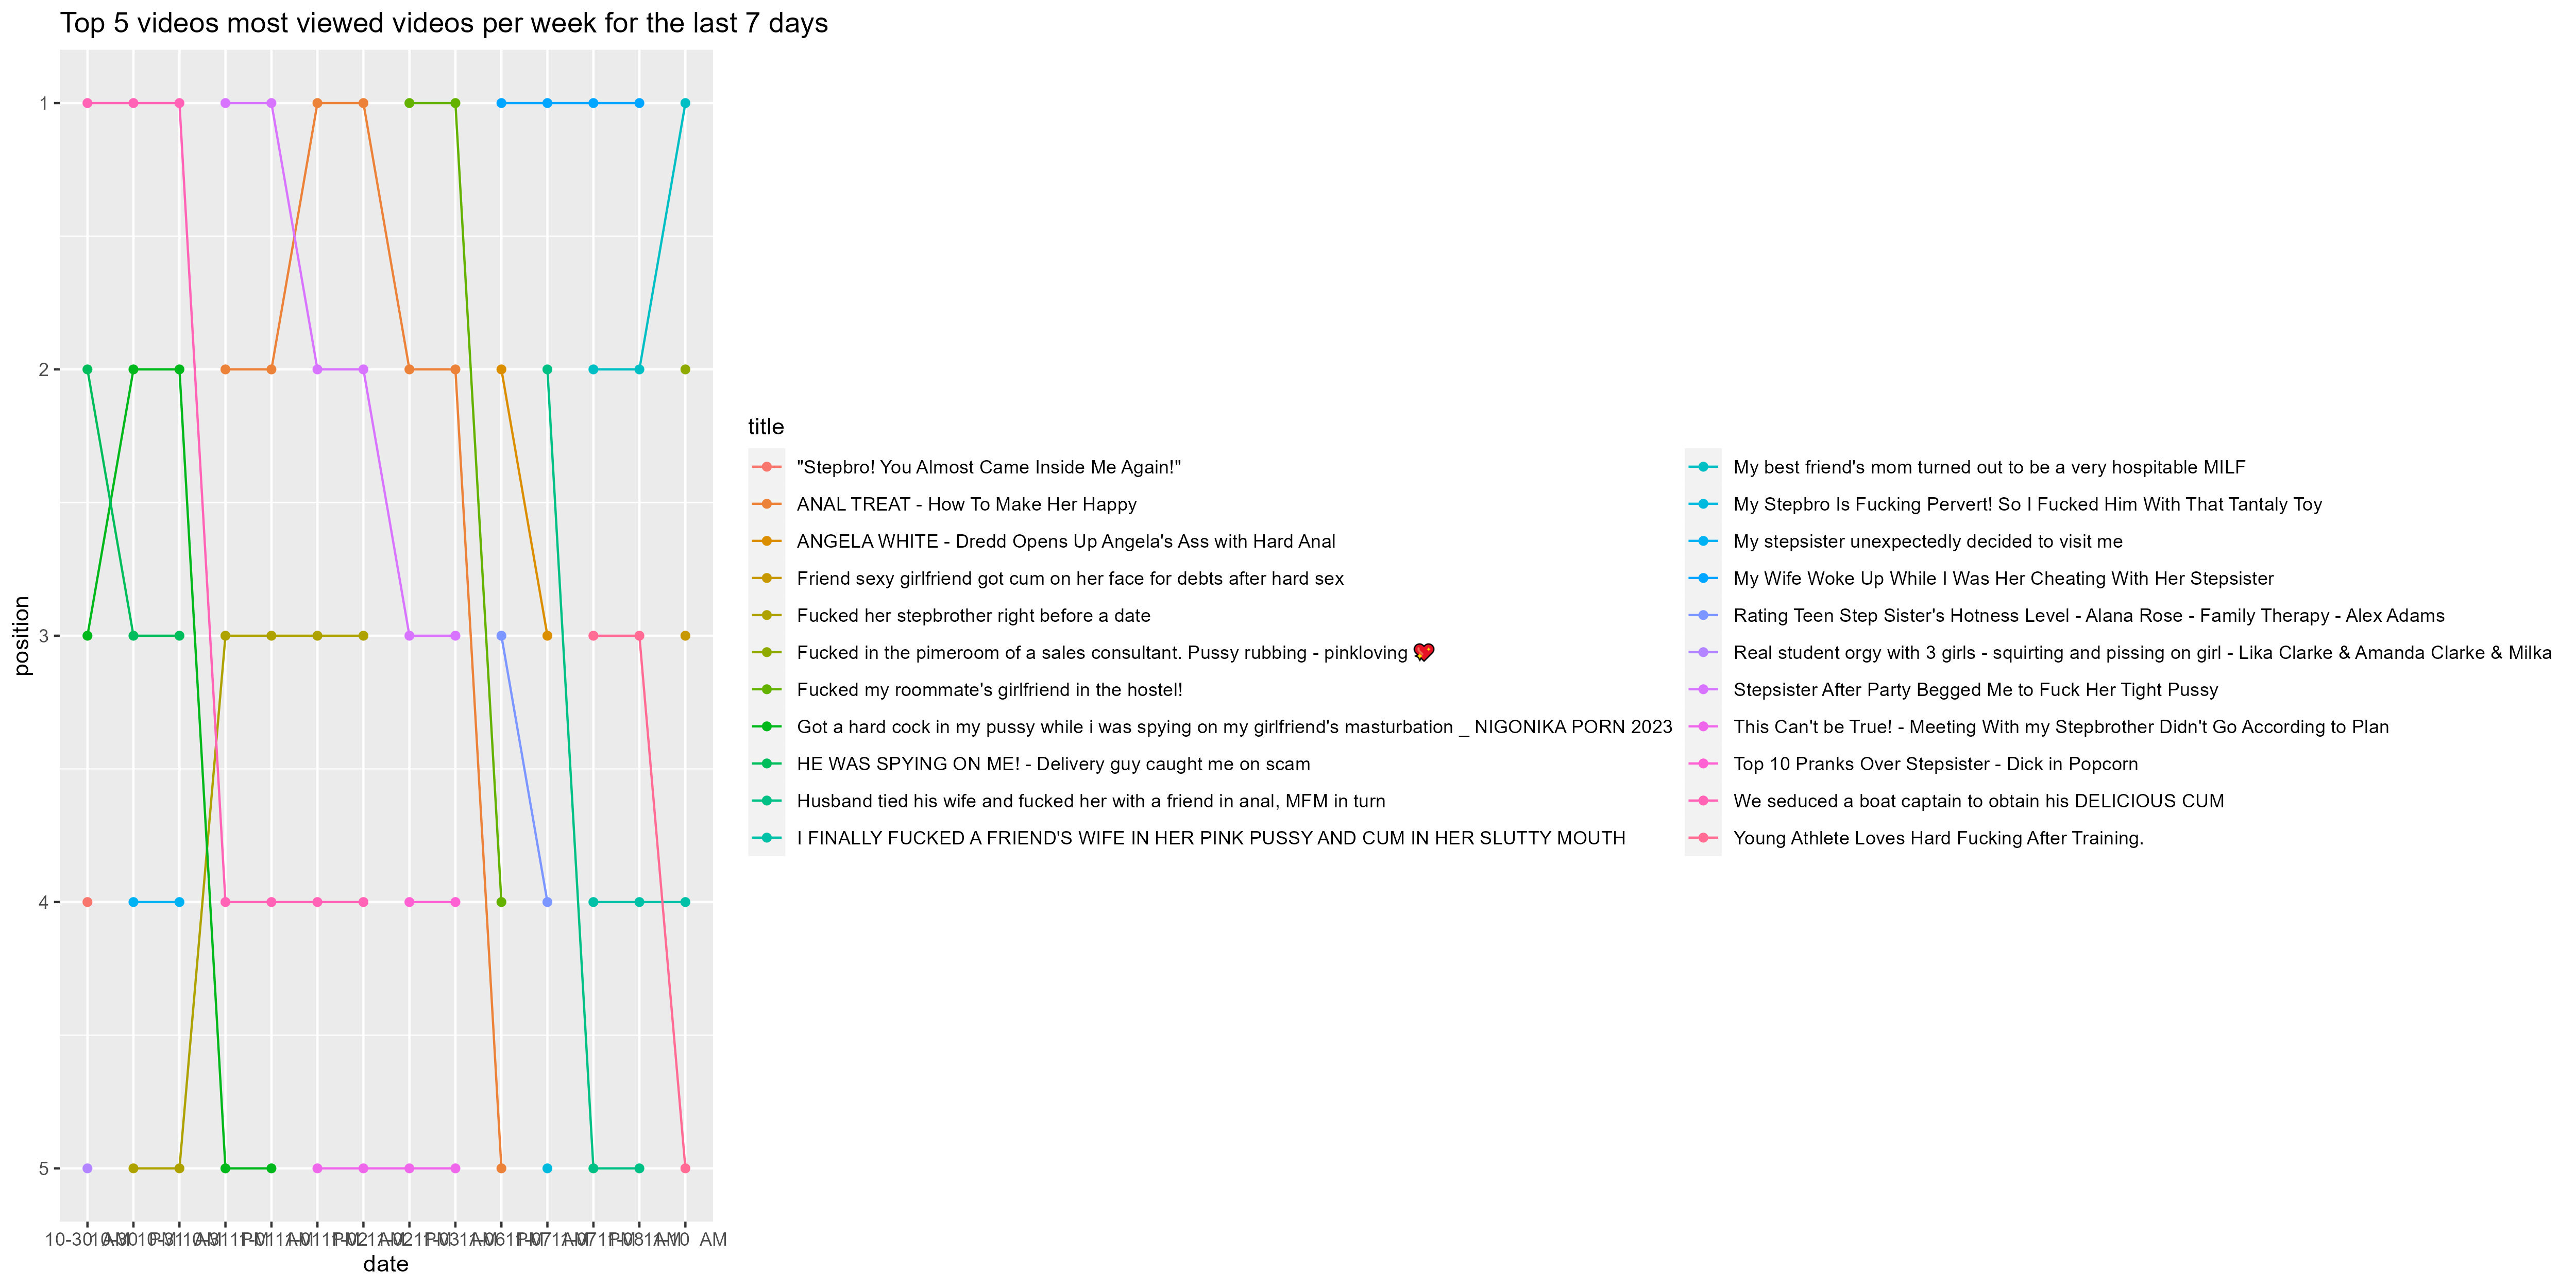 Top 5 videos most viewed videos per week for the last 7 days
1
2
3
4
5
position
10-30
AM
date
title
"Stepbro! You Almost Came Inside Me Again!"
ANAL TREAT - How To Make Her Happy
ANGELA WHITE - Dredd Opens Up Angela's Ass with Hard Anal
Friend sexy girlfriend got cum on her face for debts after hard sex
Fucked her stepbrother right before a date
Fucked in the pimeroom of a sales consultant. Pussy rubbing - pinkloving 💖
Fucked my roommate's girlfriend in the hostel!
Got a hard cock in my pussy while i was spying on my girlfriend's masturbation _ NIGONIKA PORN 2023
HE WAS SPYING ON ME! - Delivery guy caught me on scam
Husband tied his wife and fucked her with a friend in anal, MFM in turn
I FINALLY FUCKED A FRIEND'S WIFE IN HER PINK PUSSY AND CUM IN HER SLUTTY MOUTH
My best friend's mom turned out to be a very hospitable MILF
My Stepbro Is Fucking Pervert! So I Fucked Him With That Tantaly Toy
My stepsister unexpectedly decided to visit me
My Wife Woke Up While I Was Her Cheating With Her Stepsister
Rating Teen Step Sister's Hotness Level - Alana Rose - Family Therapy - Alex Adams
Real student orgy with 3 girls - squirting and pissing on girl - Lika Clarke & Amanda Clarke & Milka
Stepsister After Party Begged Me to Fuck Her Tight Pussy
This Can't be True! - Meeting With my Stepbrother Didn't Go According to Plan
Top 10 Pranks Over Stepsister - Dick in Popcorn
We seduced a boat captain to obtain his DELICIOUS CUM
Young Athlete Loves Hard Fucking After Training.